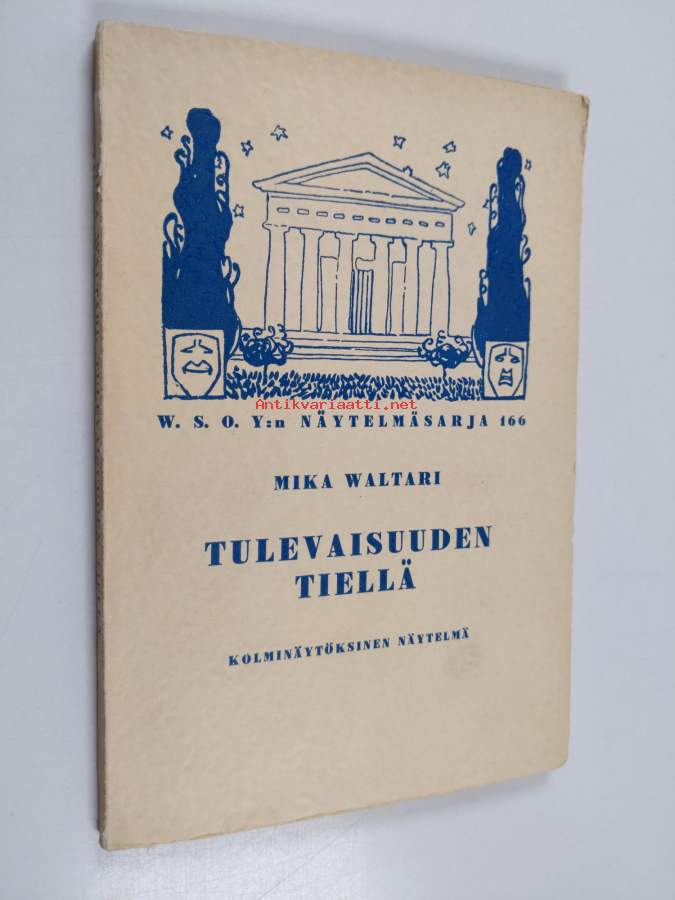 Antikvariaatti.net
W. S. O. Y:n NÄYTELMÄSARJA 166
MIKA WALTARI
TULEVAISUUDEN
TIELLÄ
KOLMINÄYTÖKSINEN NÄYTELMÄ